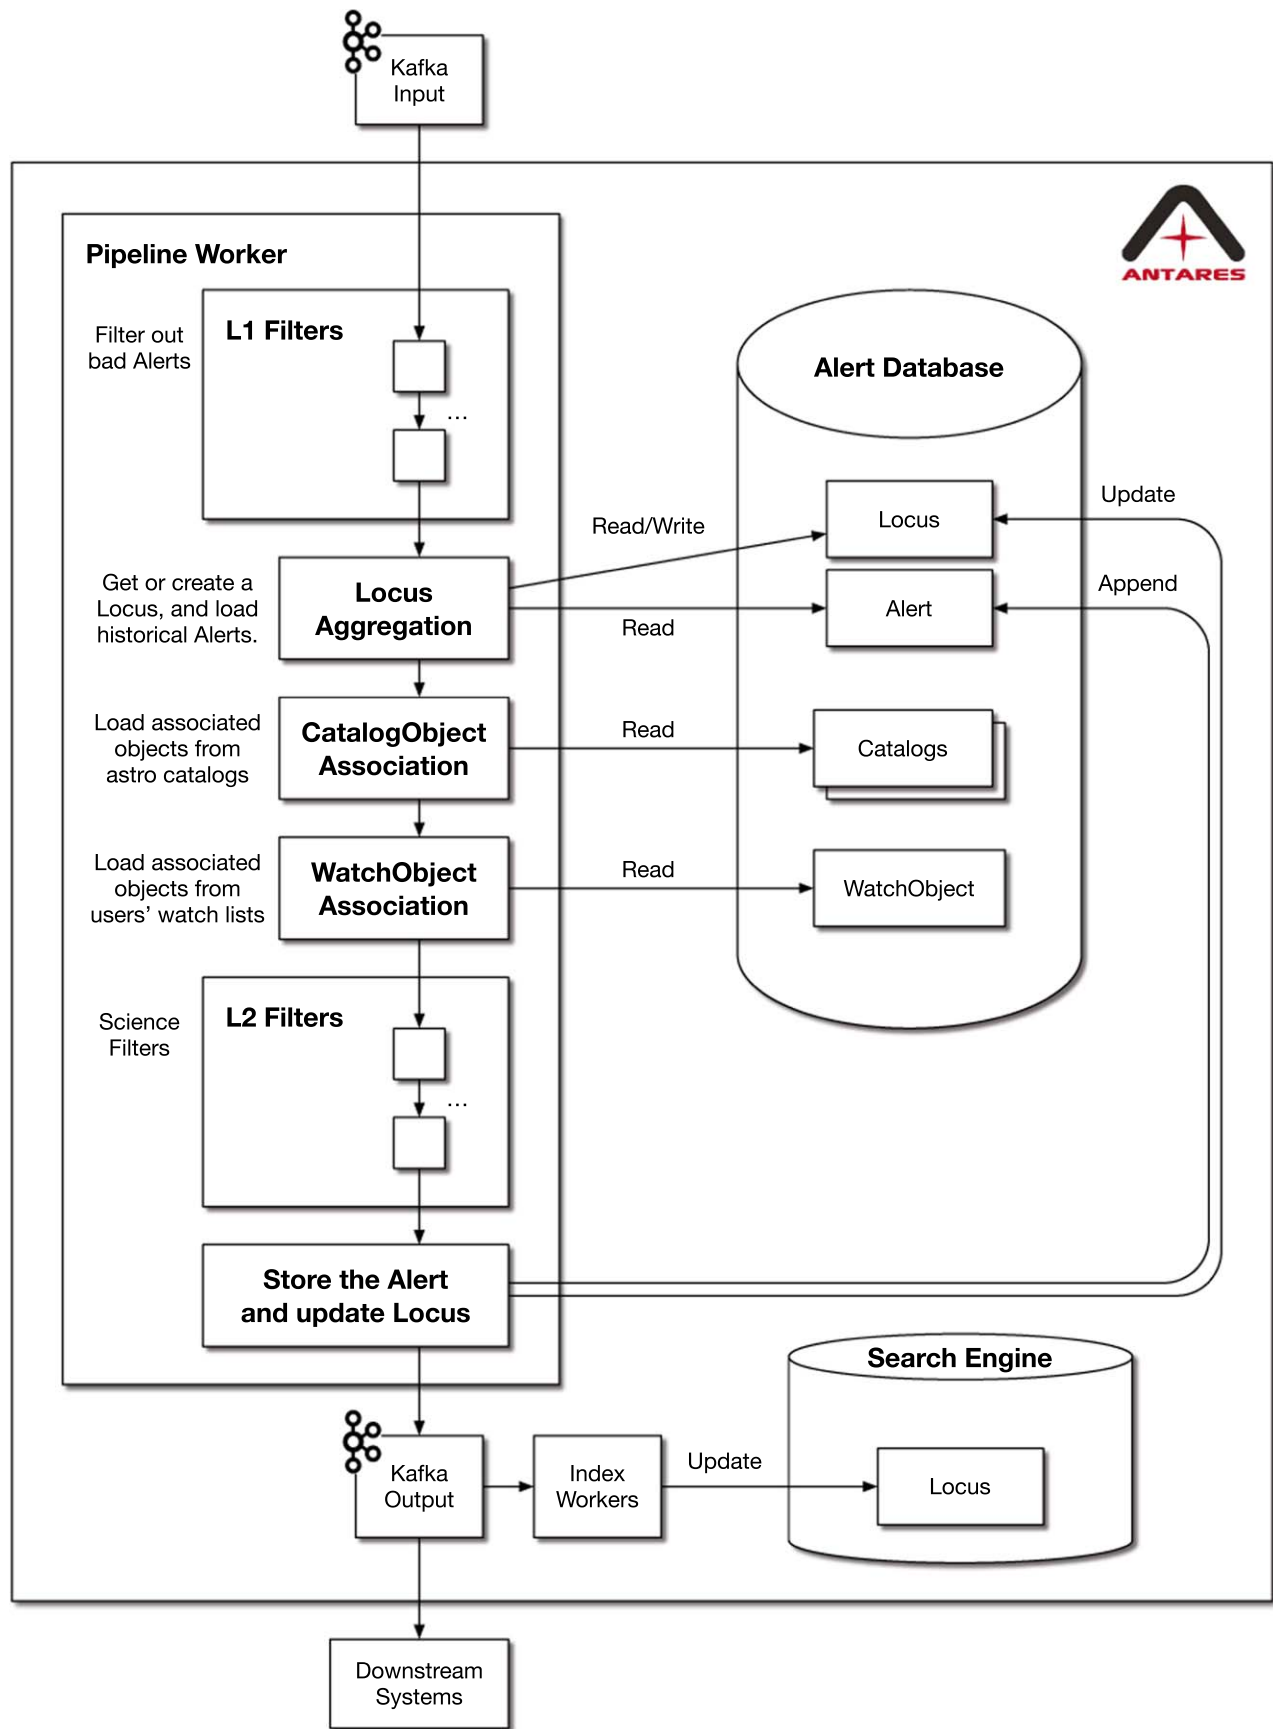 Kafka
Input
ANTARES
Pipeline Worker
Filter out
bad Alerts
L1 Filters
...
Alert Database
Get or create a
Locus, and load
historical Alerts.
Locus
Aggregation
Read/Write
Read
Locus
Alert
Update
Append
Load associated
objects from
astro catalogs
CatalogObject
Association
Read
Catalogs
Load associated
objects from
users’ watch lists
WatchObject
Association
Read
WatchObject
Science
Filters
L2 Filters
...
Store the Alert
and update Locus
Search Engine
Kafka
Output
Index
Workers
Update
Locus
Downstream
Systems